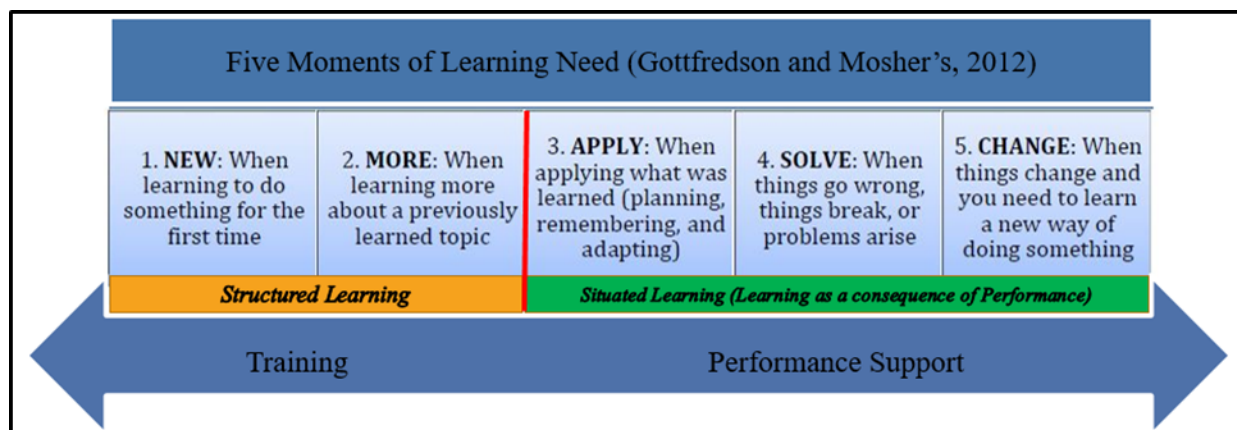 Five Moments of Learning Need (Gottfredson and Mosher’s, 2012)
1. NEW: When
learning to do
something for the
first time
2. MORE: When
learning more
about a previously
learned topic
3. APPLY: When
applying what was
learned (planning,
remembering, and
adapting)
4. SOLVE: When
things go wrong,
things break, or
problems arise
5. CHANGE: When
things change and
you need to learn
a new way of
doing something
Structured Learning
Situated Learning (Learning as a consequence of Performance)
Training
Performance Support